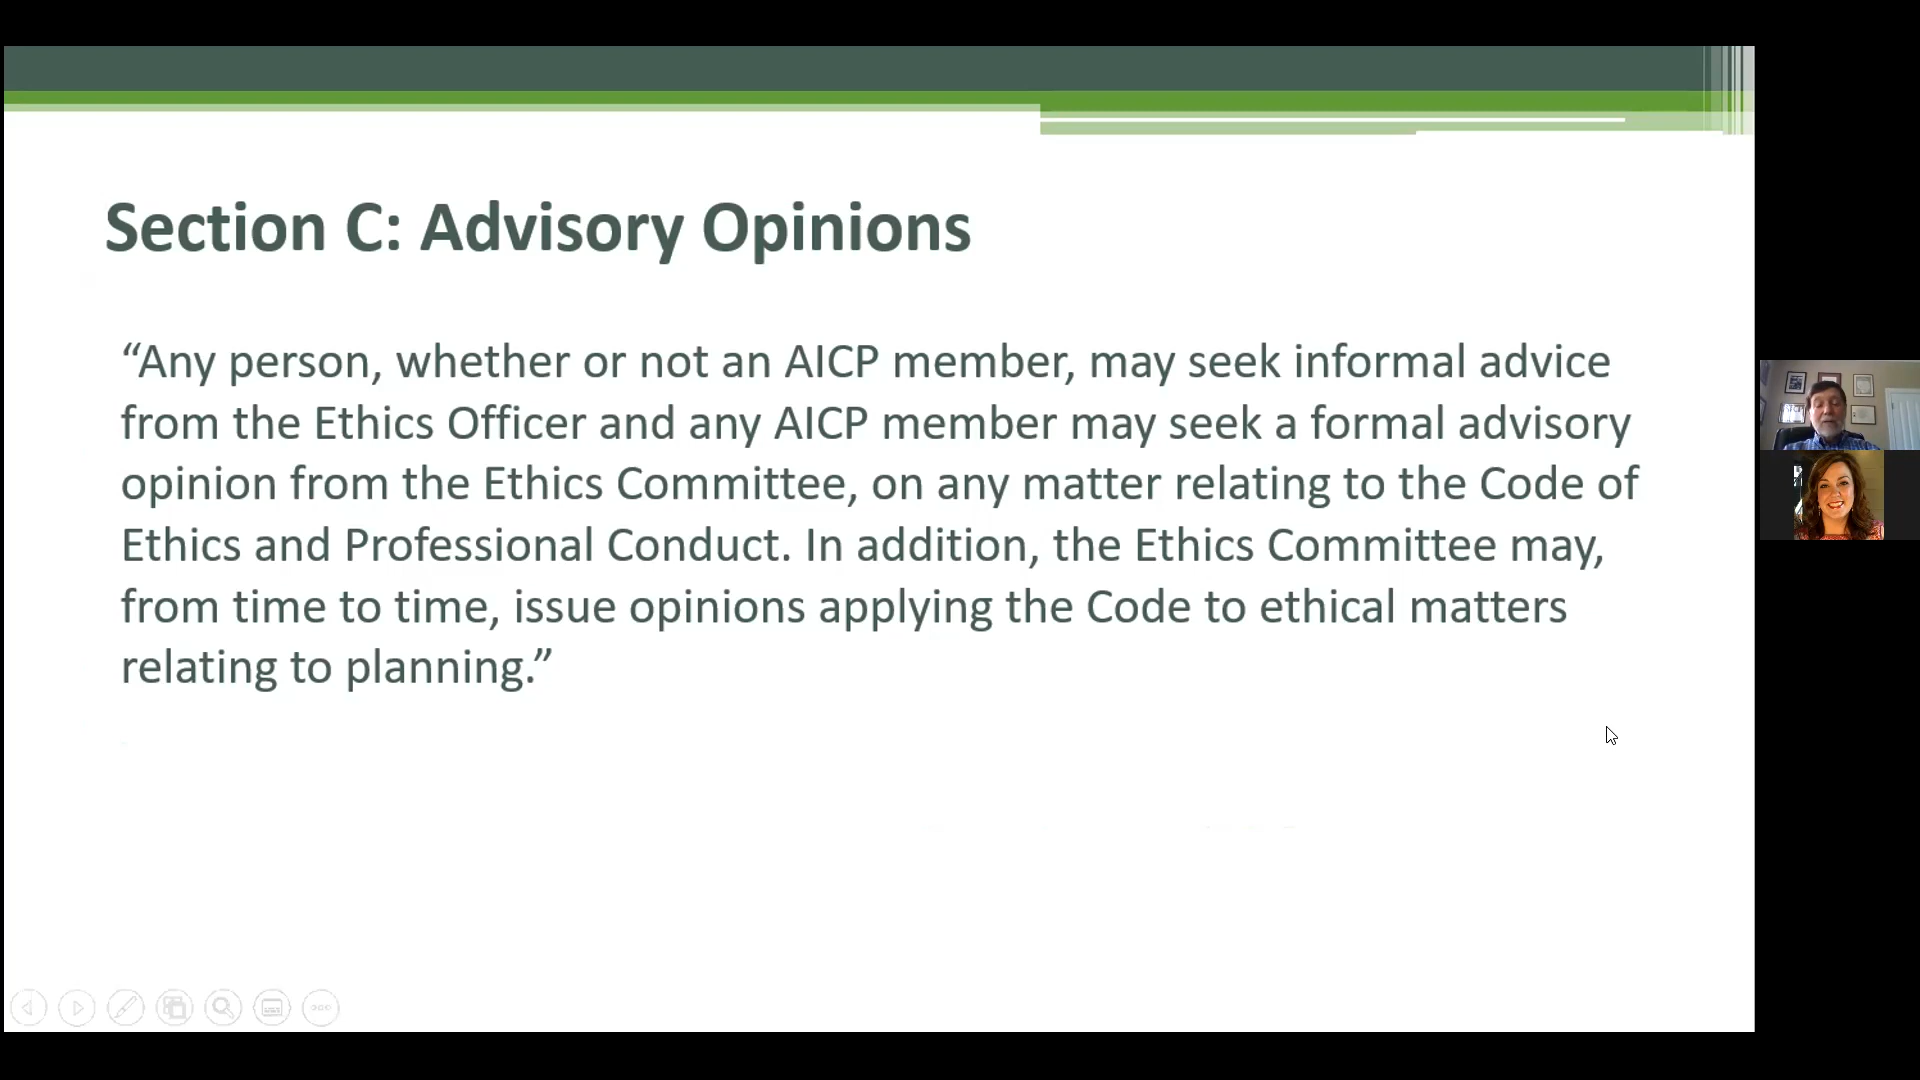 Section C: Advisory Opinions
“Any person, whether or not an AICP member, may seek informal advice
from the Ethics Officer and any AICP member may seek a formal advisory
opinion from the Ethics Committee, on any matter relating to the Code of
Ethics and Professional Conduct. In addition, the Ethics Committee may,
from time to time, issue opinions applying the Code to ethical matters
relating to planning.”